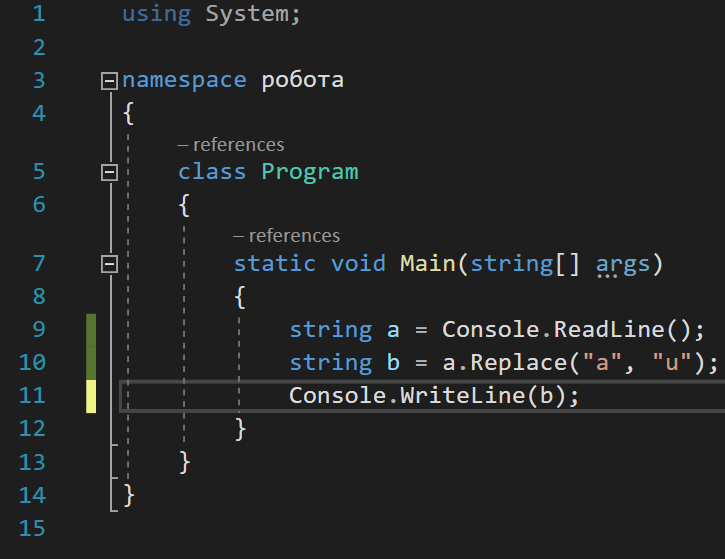 1 using System;
2
3 namespace робота
4 {
– references
5 class Program
6 {
– references
7 static void Main(string[] args)
8 {
9 string a = Console.ReadLine();
10 string b = a.Replace("a", "u");
11 Console.WriteLine(b);
12 }
13 }
14 }
15